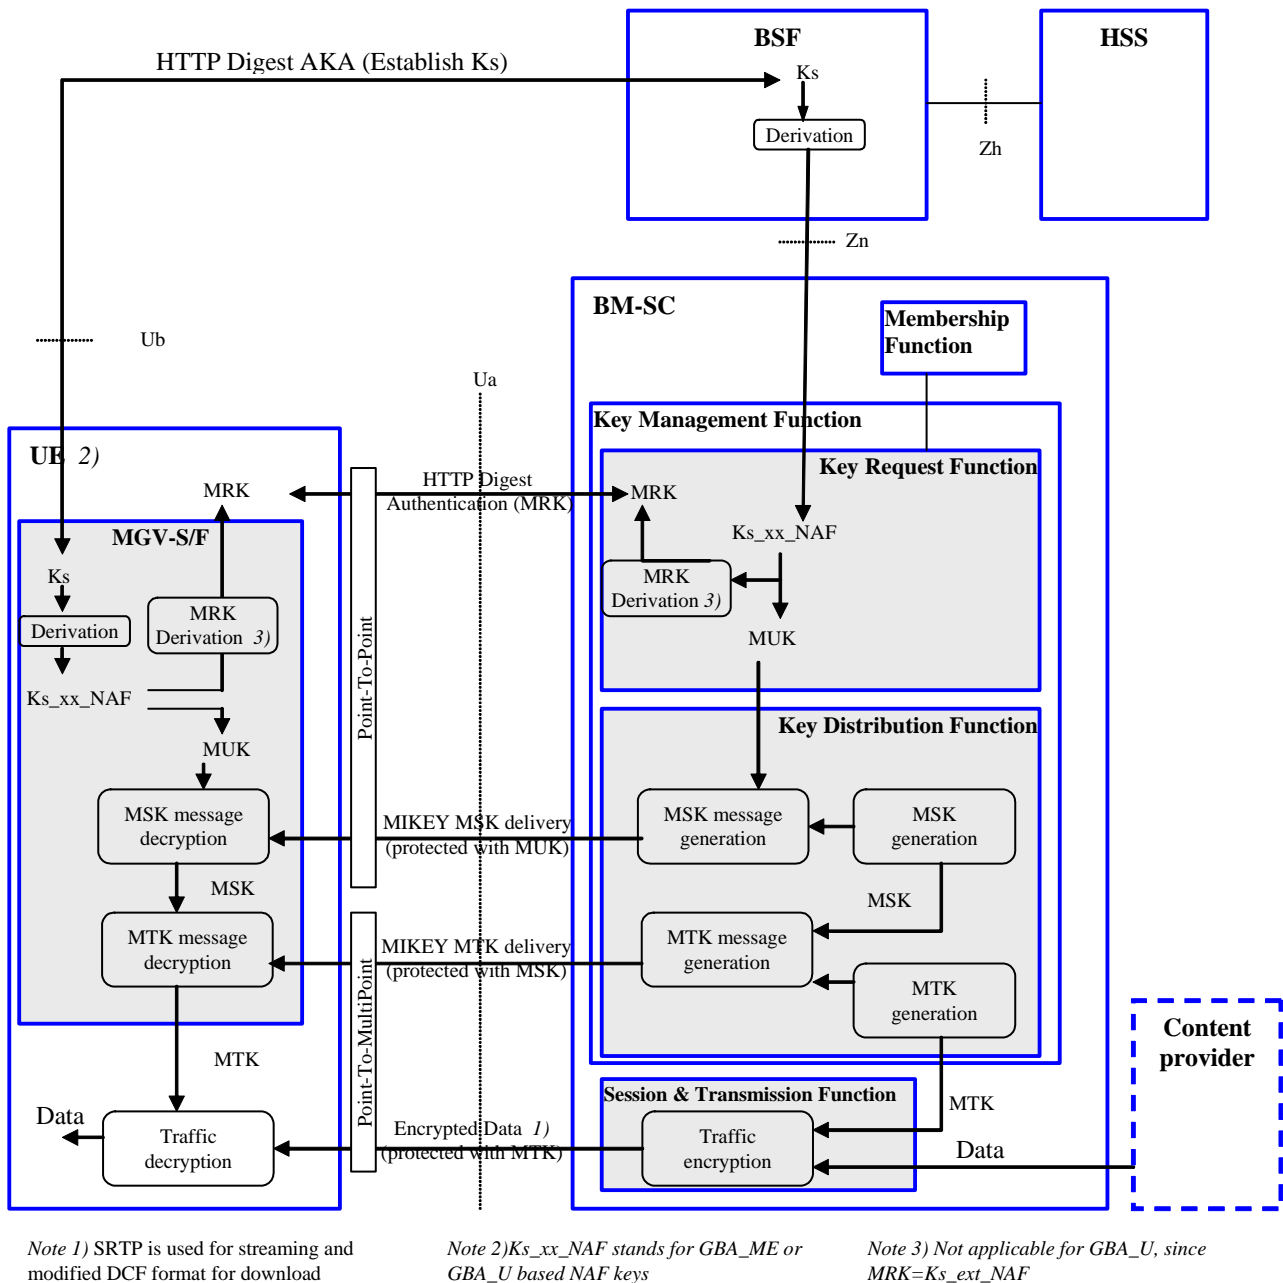 BSF
HSS
HTTP Digest AKA (Establish Ks)
Ks
Derivation
Zh
Zn
BM-SC
Membership
Function
Ub
Ua
Key Management Function
UE 2)
Key Request Function
MRK
HTTP Digest
Authentication (MRK)
MRK
MGV-S/F
Ks_xx_NAF
Ks
MRK
Derivation 3)
MRK
Derivation 3)
Derivation
MUK
Point-To-Point
Ks_xx_NAF
Key Distribution Function
MUK
MSK message
decryption
MIKEY MSK delivery
(protected with MUK)
MSK message
generation
MSK
generation
MSK
MSK
MTK message
decryption
MIKEY MTK delivery
(protected with MSK)
MTK message
generation
MTK
generation
Content
provider
Point-To-MultiPoint
MTK
Session & Transmission Function
MTK
Data
Traffic
decryption
Encrypted Data 1)
(protected with MTK)
Traffic
encryption
Data
Note 1) SRTP is used for streaming and
modified DCF format for download
Note 2)Ks_xx_NAF stands for GBA_ME or
GBA_U based NAF keys
Note 3) Not applicable for GBA_U, since
MRK=Ks_ext_NAF